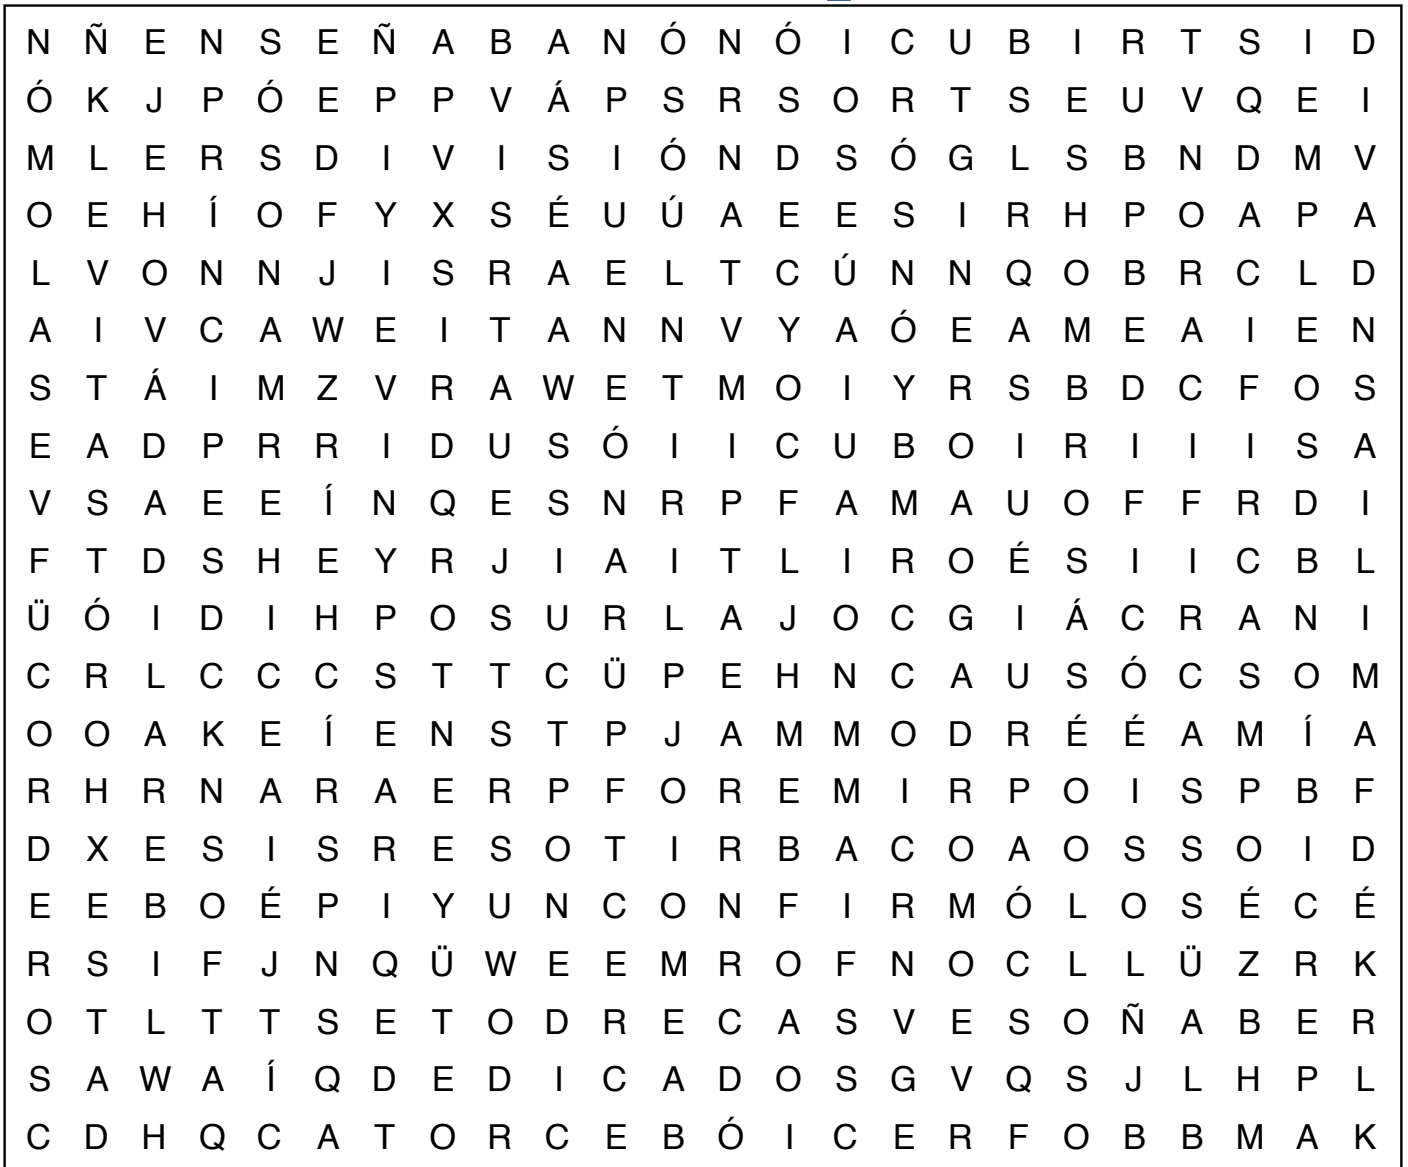 N Ñ E N S E Ñ A B A N Ó N Ó I C U B I R T S I D
Ó K J P Ó E P P V Á P S R S O R T S E U V Q E I
M L E R S D I V I S I Ó N D S Ó G L S B N D M V
O E H Í O F Y X S É U Ú A E E S I R H P O A P A
L V O N N J I S R A E L T C Ú N N Q O B R C L D
A I V C A W E I T A N N V Y A Ó E A M E A I E N
S T Á I M Z V R A W E T M O I Y R S B D C F O S
E A D P R R I D U S Ó I I C U B O I R I I I S A
V S A E E Í N Q E S N R P F A M A U O F F R D I
F T D S H E Y R J I A I T L I R O É S I I C B L
Ü Ó I D I H P O S U R L A J O C G I Á C R A N I
C R L C C C S T T C Ü P E H N C A U S Ó C S O M
O O A K E Í E N S T P J A M M O D R É É A M Í A
R H R N A R A E R P F O R E M I R P O I S P B F
D X E S I S R E S O T I R B A C O A O S S O I D
E E B O É P I Y U N C O N F I R M Ó L O S É C É
R S I F J N Q Ü W E E M R O F N O C L L Ü Z R K
O T L T T S E T O D R E C A S V E S O Ñ A B E R
S A W A Í Q D E D I C A D O S G V Q S J L H P L
C D H Q C A T O R C E B Ó I C E R F O B B M A K